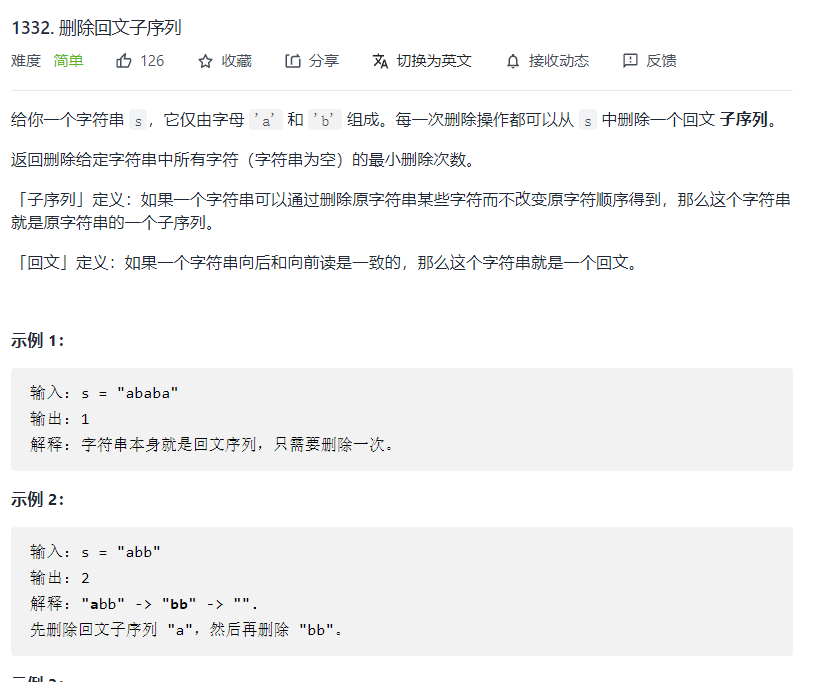 1332. 删除回文子序列
难度 简单 126 收藏 分享 切换为英文 接收动态 反馈
给你一个字符串 s，它仅由字母 'a' 和 'b' 组成。每一次删除操作都可以从 s 中删除一个回文 子序列。
返回删除给定字符串中所有字符（字符串为空）的最小删除次数。
「子序列」定义：如果一个字符串可以通过删除原字符串某些字符而不改变原字符顺序得到，那么这个字符串
就是原字符串的一个子序列。
「回文」定义：如果一个字符串向后和向前读是一致的，那么这个字符串就是一个回文。
示例 1：
输入：s = "ababa"
输出：1
解释：字符串本身就是回文序列，只需要删除一次。
示例 2：
输入：s = "abb"
输出：2
解释："abb" -> "bb" -> "".
先删除回文子序列 "a"，然后再删除 "bb"。